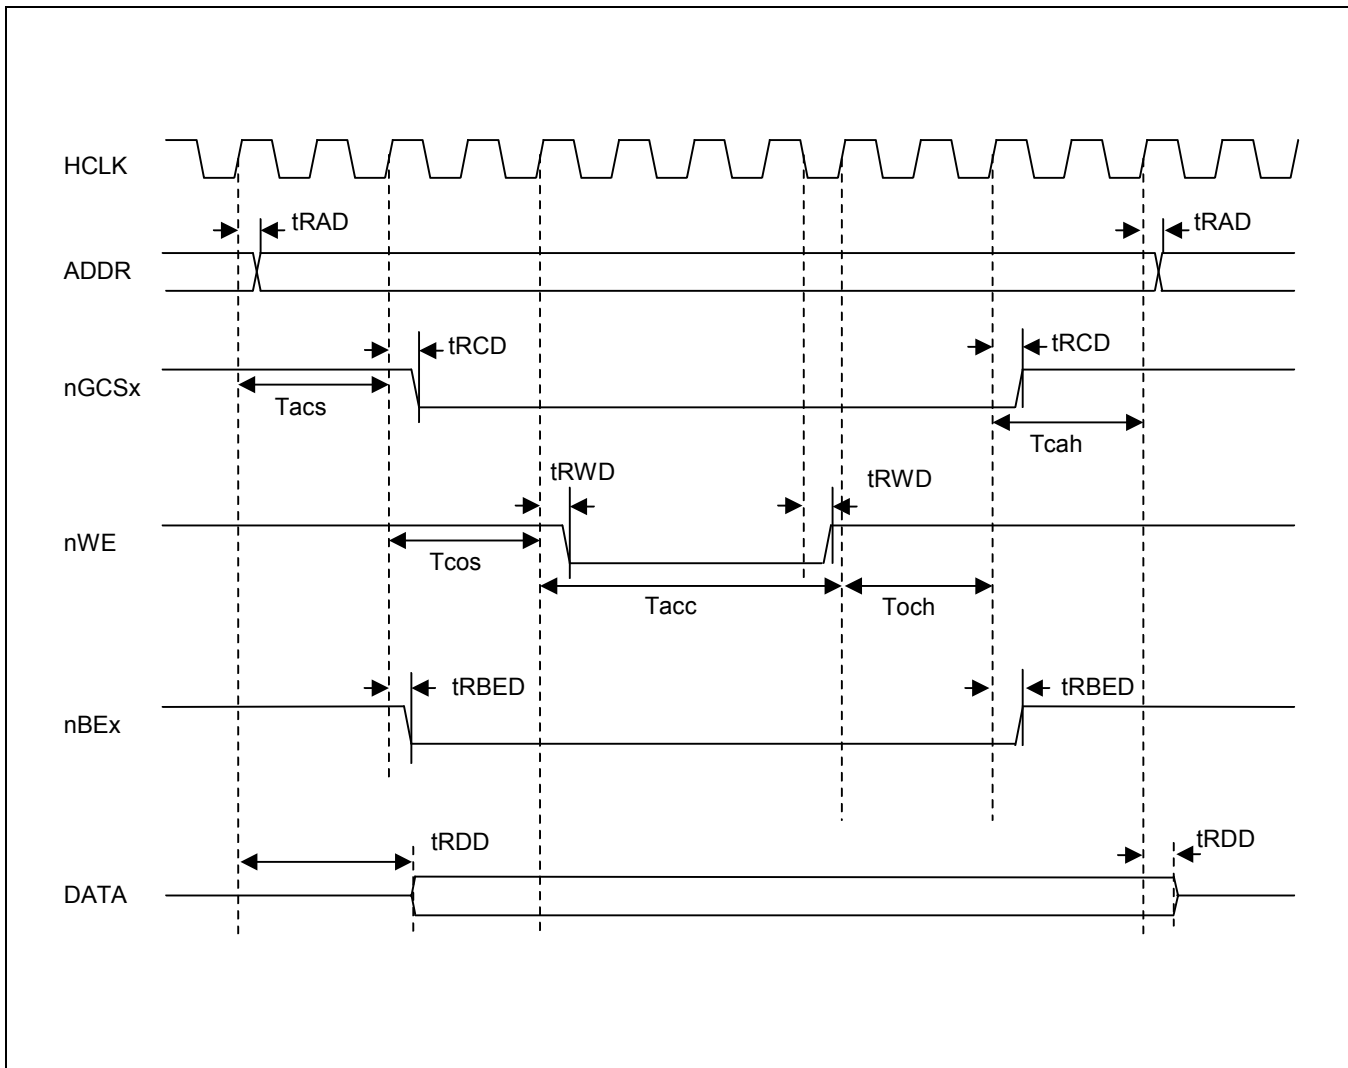 HCLK
tRAD
tRAD
ADDR
tRCD
tRCD
nGCSx
Tacs
Tcah
tRWD
tRWD
nWE
Tcos
Tacc
Toch
tRBED
tRBED
nBEx
tRDD
tRDD
DATA